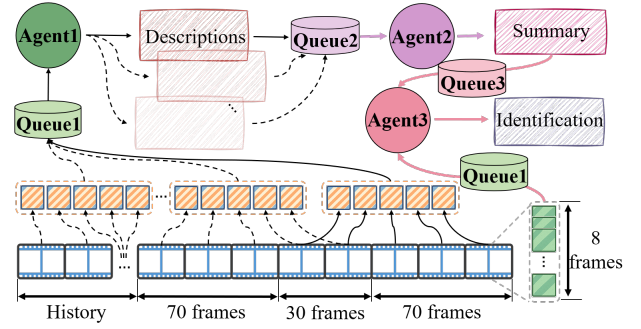 Agent1
Descriptions
Queue2
Agent2
Summary
Queue3
Queue1
Agent3
Identification
Queue1
8
frames
History
70 frames
30 frames
70 frames